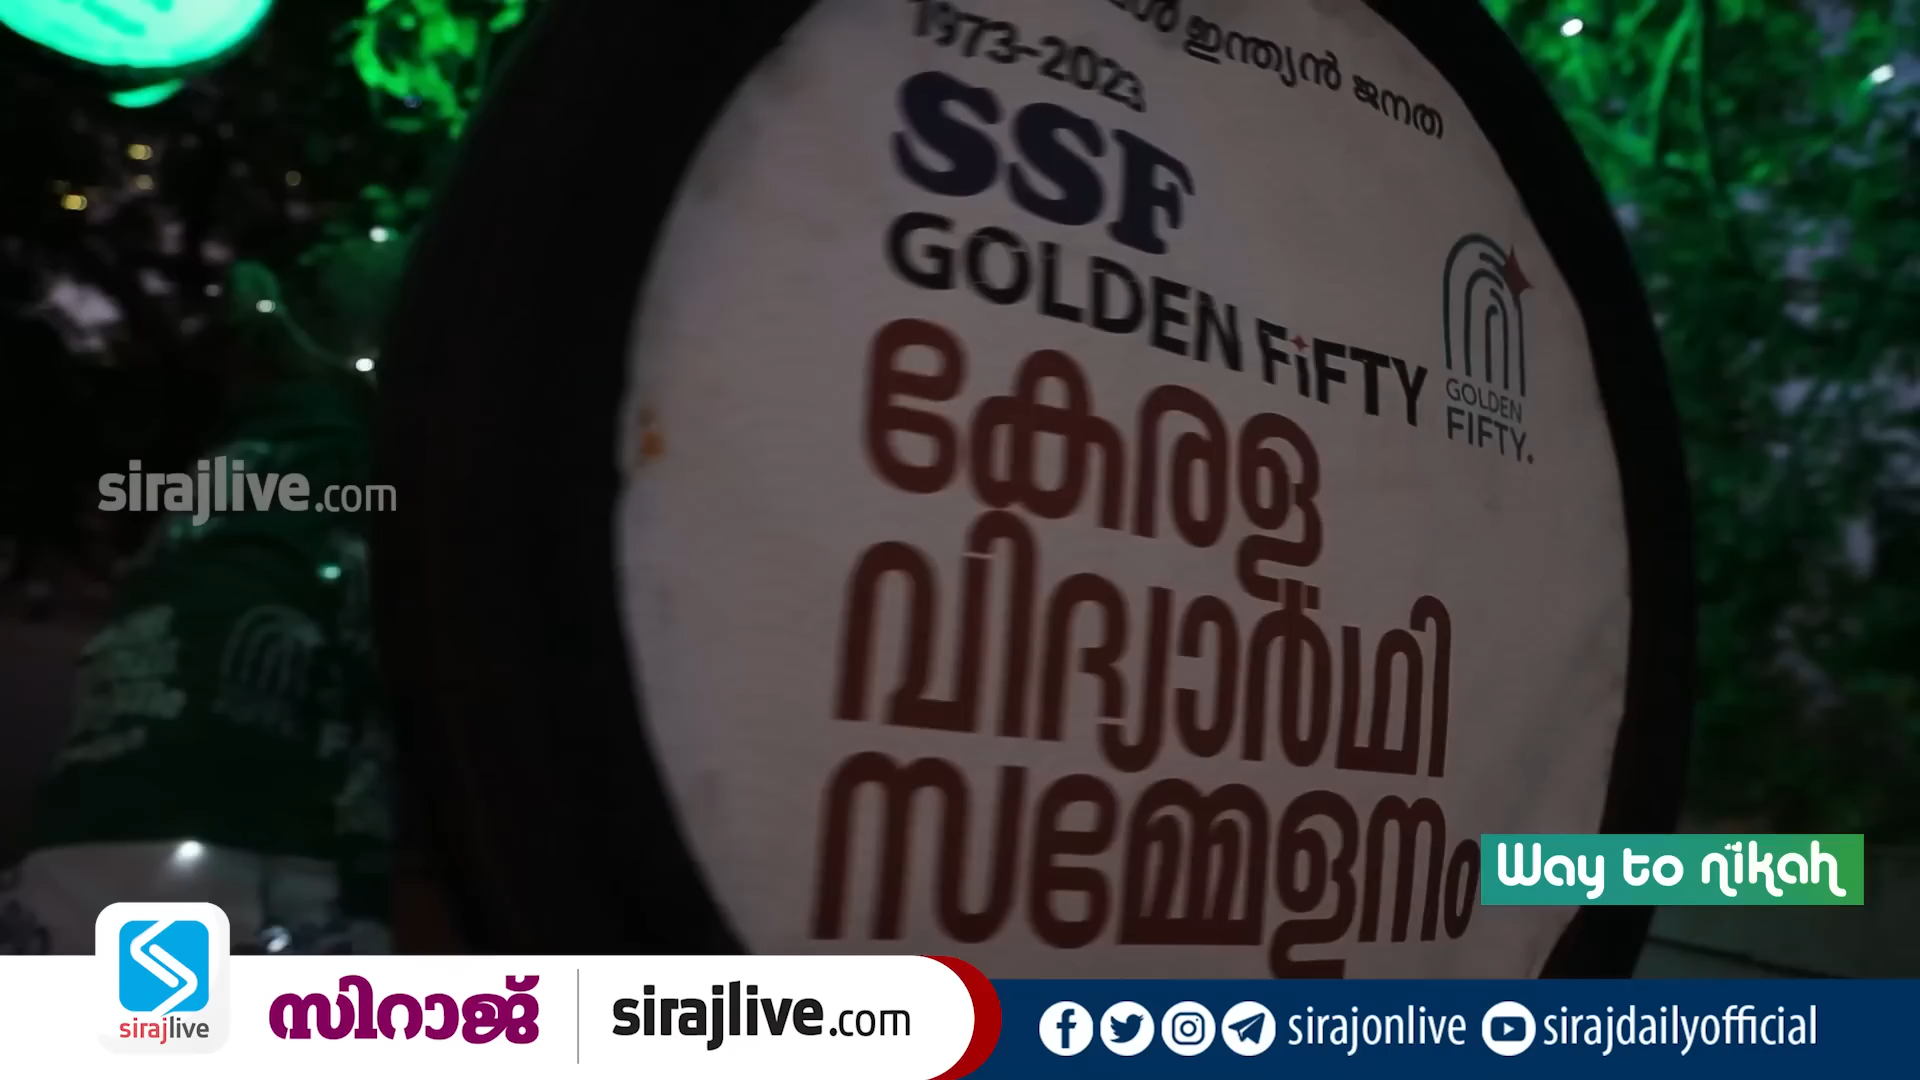 ഇന്ത്യൻ ജനത
1973-2023
SSF
GOLDEN FiFTY
GOLDEN
FIFTY.
കേരള
വിദ്യാർഥി
സമ്മേളനം
sirajlive.com
Way to nikah
sirajlive
സിറാജ്
sirajlive.com
sirajonlive
sirajdailyofficial